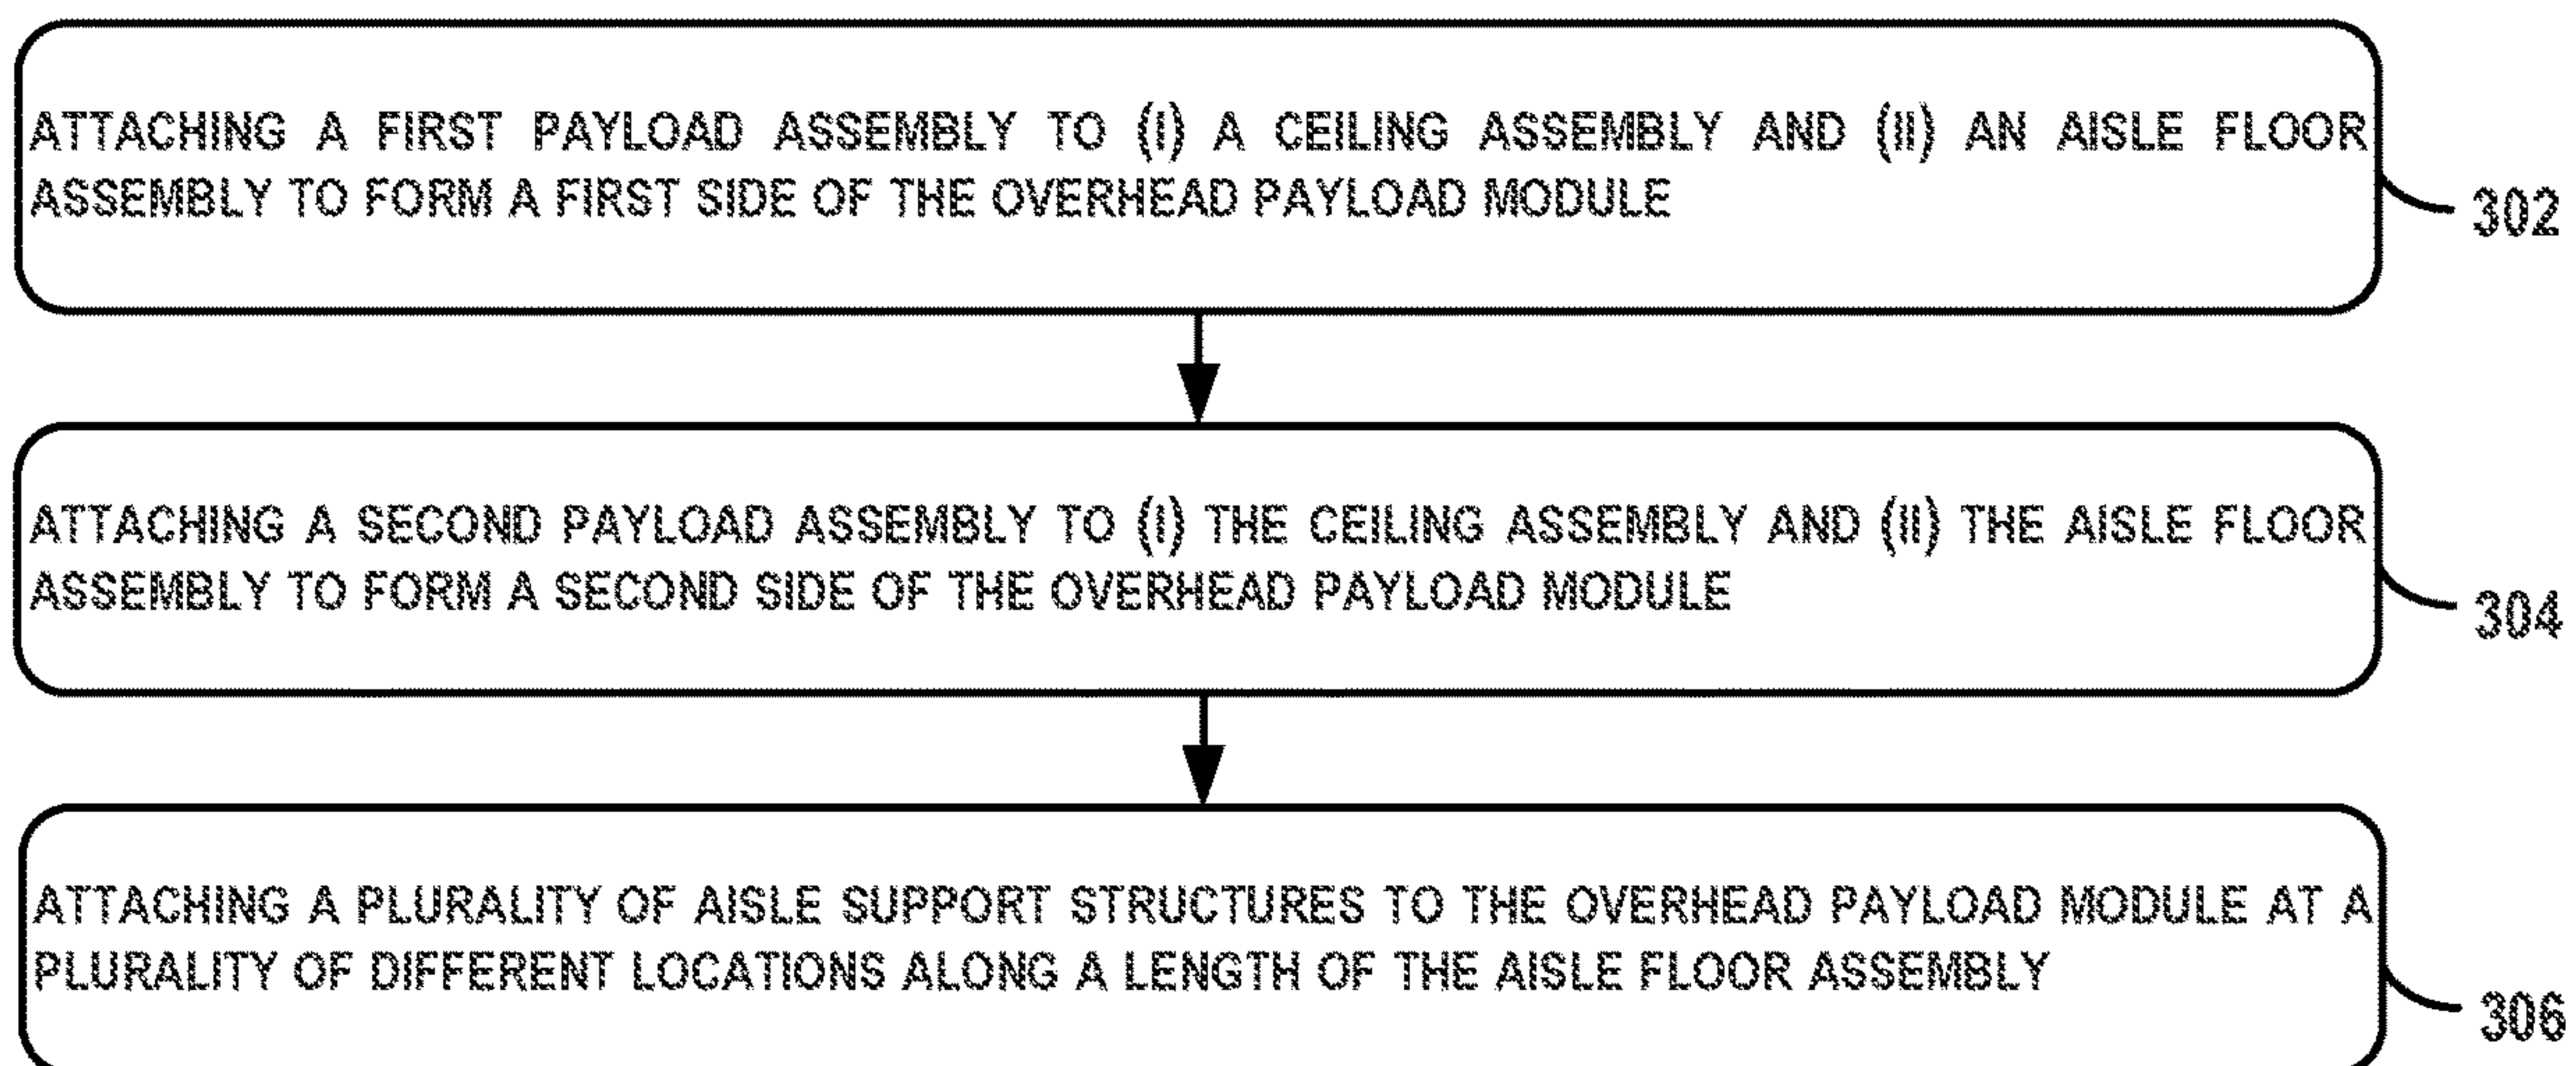 ATTACHING A FIRST PAYLOAD ASSEMBLY TO (I) A CEILING ASSEMBLY AND (II) AN AISLE FLOOR
ASSEMBLY TO FORM A FIRST SIDE OF THE OVERHEAD PAYLOAD MODULE
302
ATTACHING A SECOND PAYLOAD ASSEMBLY TO (I) THE CEILING ASSEMBLY AND (II) THE AISLE FLOOR
ASSEMBLY TO FORM A SECOND SIDE OF THE OVERHEAD PAYLOAD MODULE
304
ATTACHING A PLURALITY OF AISLE SUPPORT STRUCTURES TO THE OVERHEAD PAYLOAD MODULE AT A
PLURALITY OF DIFFERENT LOCATIONS ALONG A LENGTH OF THE AISLE FLOOR ASSEMBLY
306